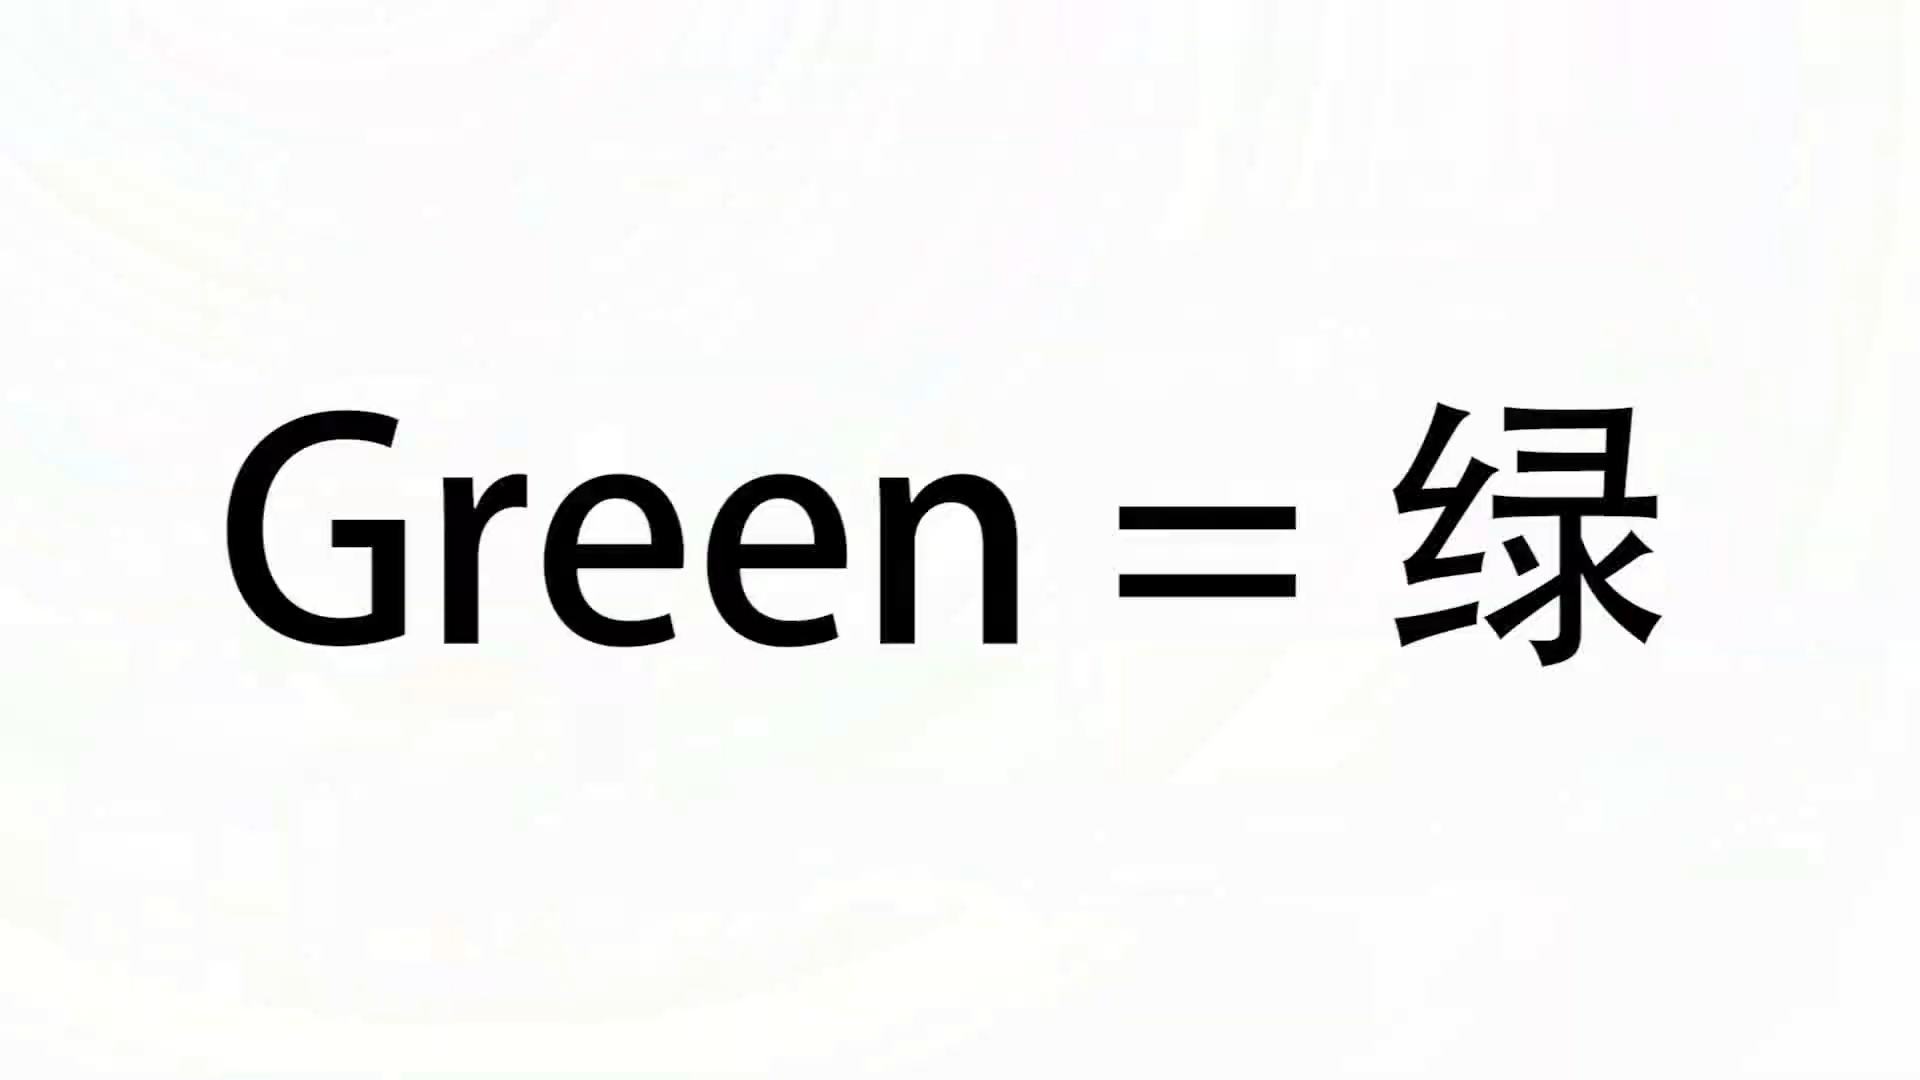 Green = 绿